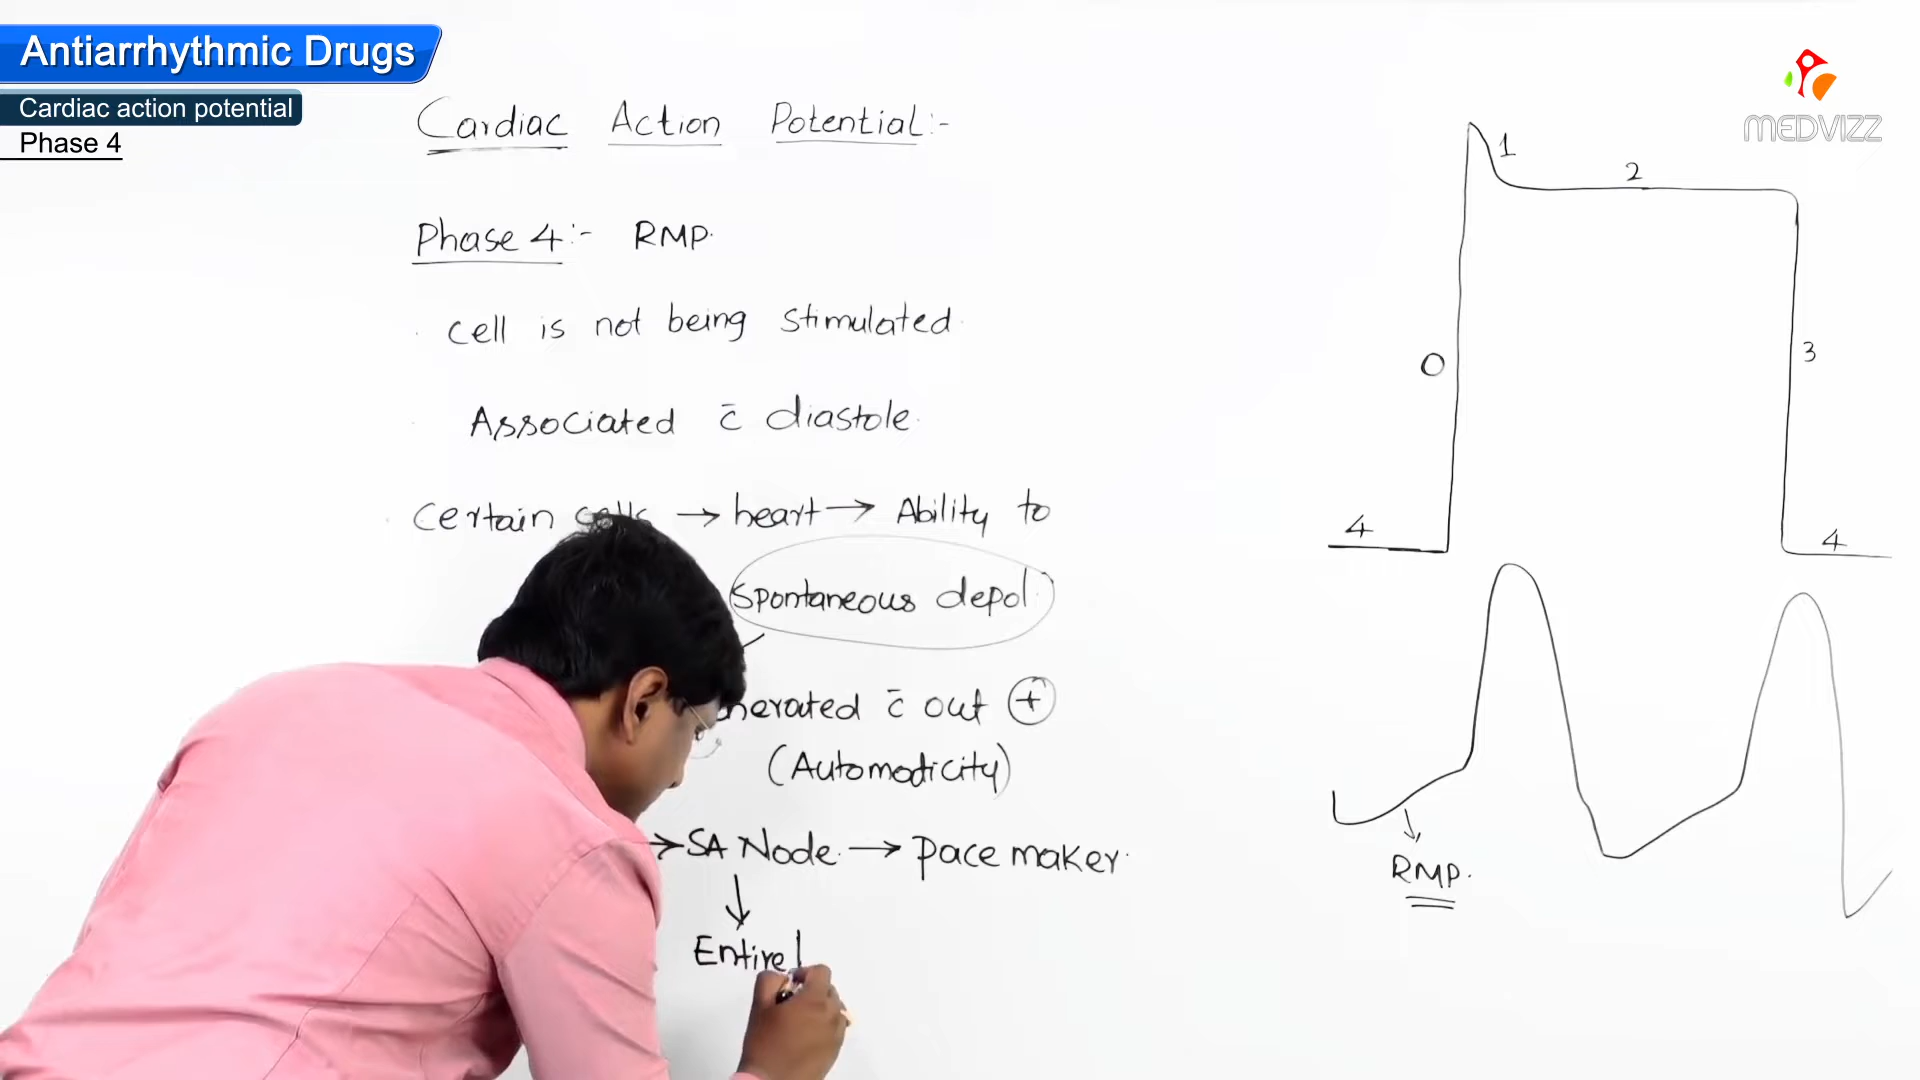 Antiarrhythmic Drugs
Cardiac action potential
Phase 4
MEDVIZZ
Cardiac Action Potential:-
Phase 4:- RMP.
cell is not being stimulated.
Associated c̄ diastole.
Certain cells → heart → Ability to
Spontaneous depol.
nerated c̄ out +
(Automaticity)
→ SA Node. → pace maker.
↓
Entire
1
2
0
3
4
4
RMP.